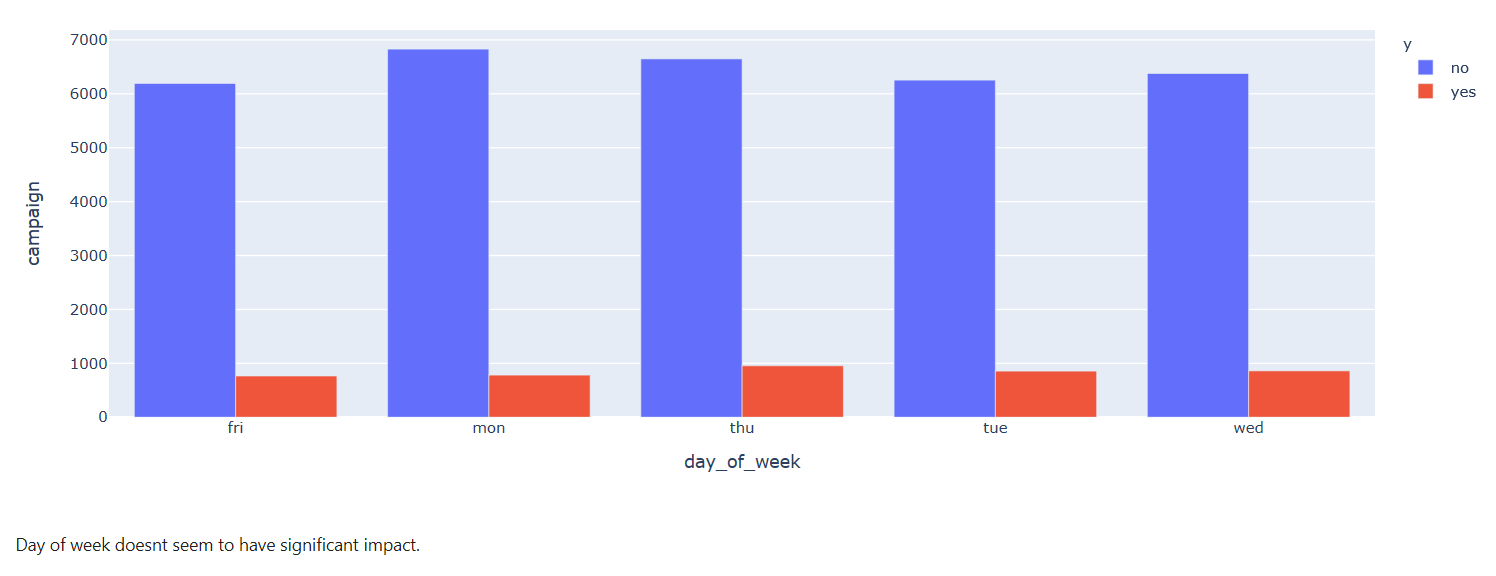 7000
6000
5000
4000
3000
2000
1000
0
campaign
fri mon thu tue wed
day_of_week
y
no
yes
Day of week doesnt seem to have significant impact.